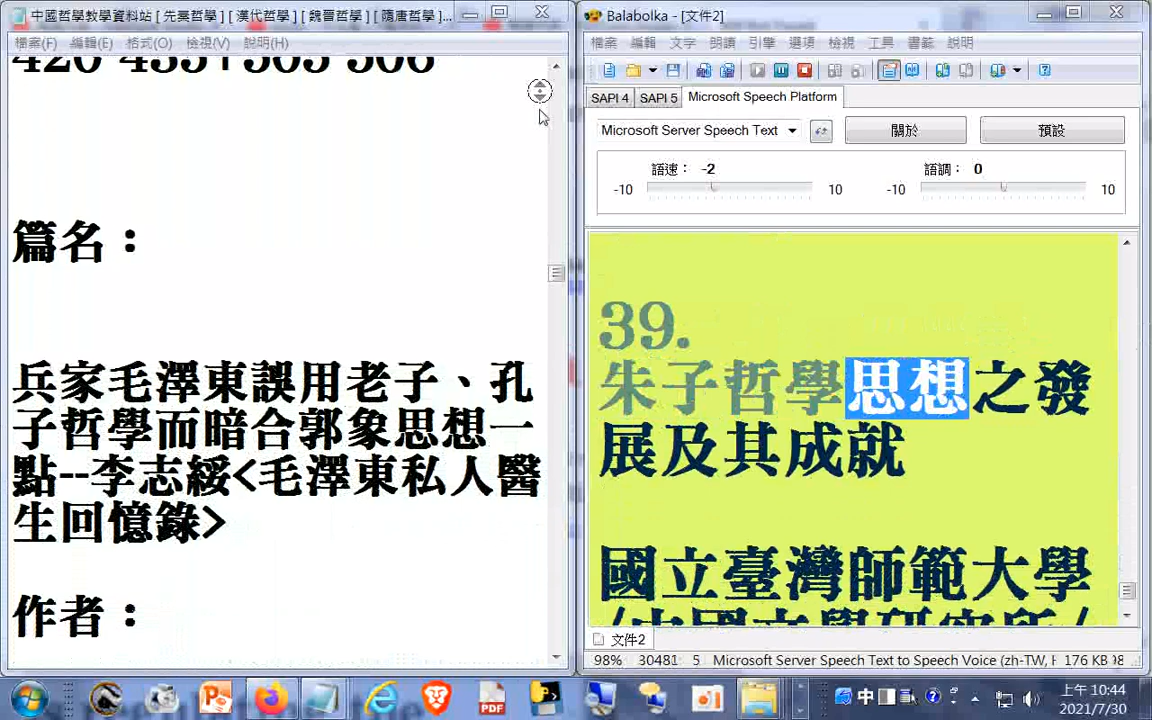 中國哲學教學資料站 [ 先秦哲學 ] [ 漢代哲學 ] [ 魏晉哲學 ] [ 隋唐哲學 ]...
檔案(F) 編輯(E) 格式(O) 檢視(V) 說明(H)
篇名：
兵家毛澤東誤用老子、孔
子哲學而暗合郭象思想一
點--李志綏<毛澤東私人醫
生回憶錄>
作者：
Balabolka - [文件2]
檔案 編輯 文字 朗讀 引擎 選項 檢視 工具 書籤 說明
SAPI 4 SAPI 5 Microsoft Speech Platform
Microsoft Server Speech Text 關於 預設
語速： -2 語調： 0
-10 10 -10 10
39.
朱子哲學思想之發
展及其成就
國立臺灣師範大學
/中國文學研究所/
文件2
98% 30481 5 Microsoft Server Speech Text to Speech Voice (zh-TW, H 176 KB
中
上午 10:44
2021/7/30